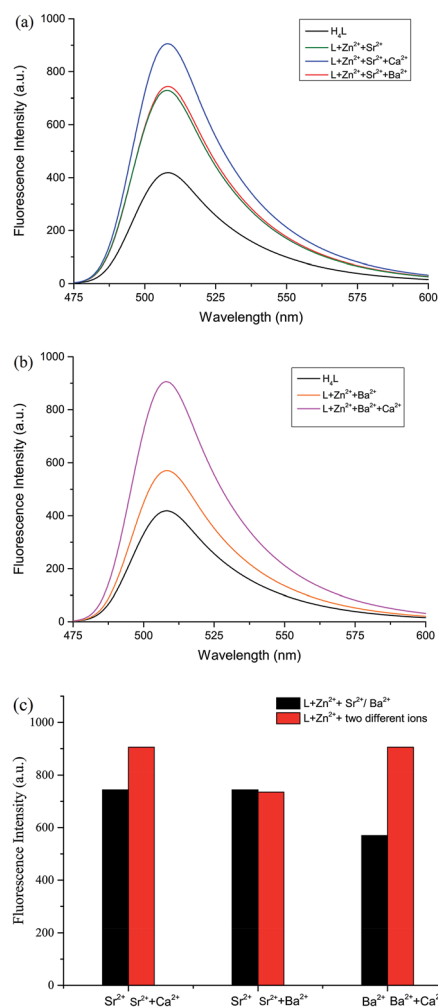 (a)
H₄L
L+Zn²⁺+Sr²⁺
L+Zn²⁺+Sr²⁺+Ca²⁺
L+Zn²⁺+Sr²⁺+Ba²⁺
1000
800
600
400
200
0
Fluorescence Intensity (a.u.)
475 500 525 550 575 600
Wavelength (nm)
(b)
H₄L
L+Zn²⁺+Ba²⁺
L+Zn²⁺+Ba²⁺+Ca²⁺
1000
800
600
400
200
0
Fluorescence Intensity (a.u.)
475 500 525 550 575 600
Wavelength (nm)
(c)
L+Zn²⁺+ Sr²⁺/ Ba²⁺
L+Zn²⁺+ two different ions
1000
800
600
400
200
0
Fluorescence Intensity (a.u.)
Sr²⁺ Sr²⁺+Ca²⁺ Sr²⁺ Sr²⁺+Ba²⁺ Ba²⁺ Ba²⁺+Ca²